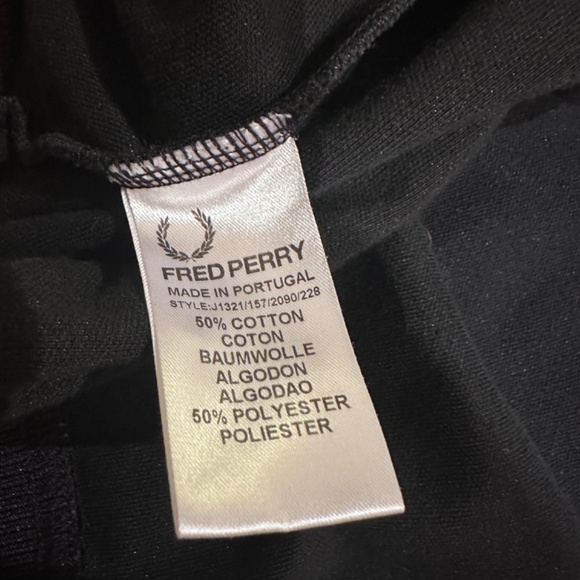 FRED PERRY
MADE IN PORTUGAL
STYLE:J1321/157/2090/228
50% COTTON
COTON
BAUMWOLLE
ALGODON
ALGODAO
50% POLYESTER
POLIESTER